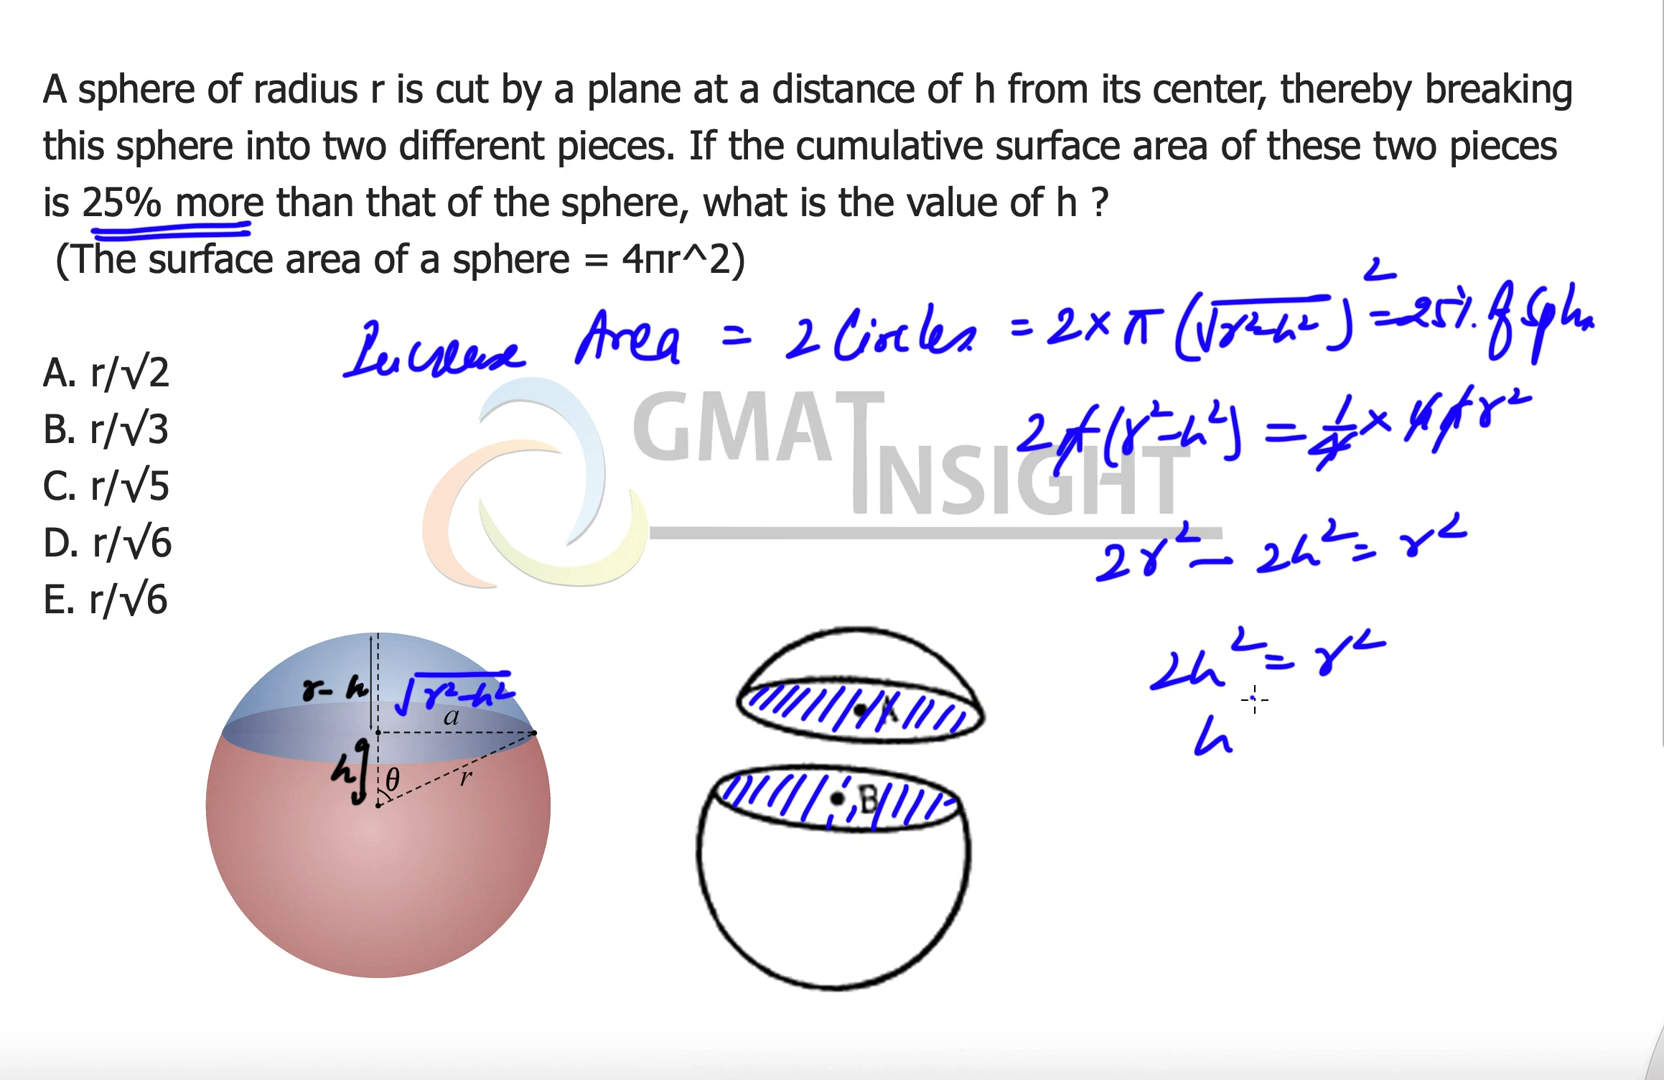 A sphere of radius r is cut by a plane at a distance of h from its center, thereby breaking
this sphere into two different pieces. If the cumulative surface area of these two pieces
is 25% more than that of the sphere, what is the value of h ?
(The surface area of a sphere = 4πr^2)
Increase Area = 2 Circles = 2 × π (√r²-h²)² = 25% of Sph
A. r/√2
B. r/√3
C. r/√5
D. r/√6
E. r/√6
GMAT INSIGHT
2π(r²-h²) = 1/4 × 4πr²
2r² - 2h² = r²
2h² = r²
h
r-h √r²-h²
a
h θ r
A
B